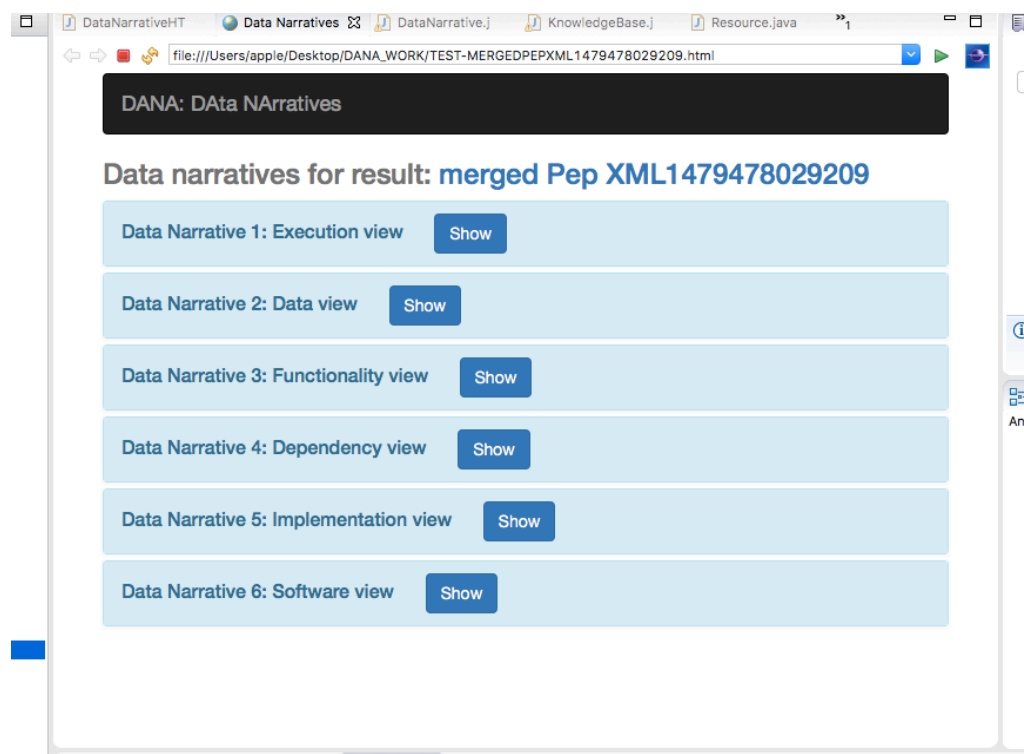 DataNarrativeHT Data Narratives DataNarrative.j KnowledgeBase.j Resource.java »1
file:///Users/apple/Desktop/DANA_WORK/TEST-MERGEDPEPXML1479478029209.html
DANA: DAta NArratives
Data narratives for result: merged Pep XML1479478029209
Data Narrative 1: Execution view Show
Data Narrative 2: Data view Show
Data Narrative 3: Functionality view Show
Data Narrative 4: Dependency view Show
An
Data Narrative 5: Implementation view Show
Data Narrative 6: Software view Show